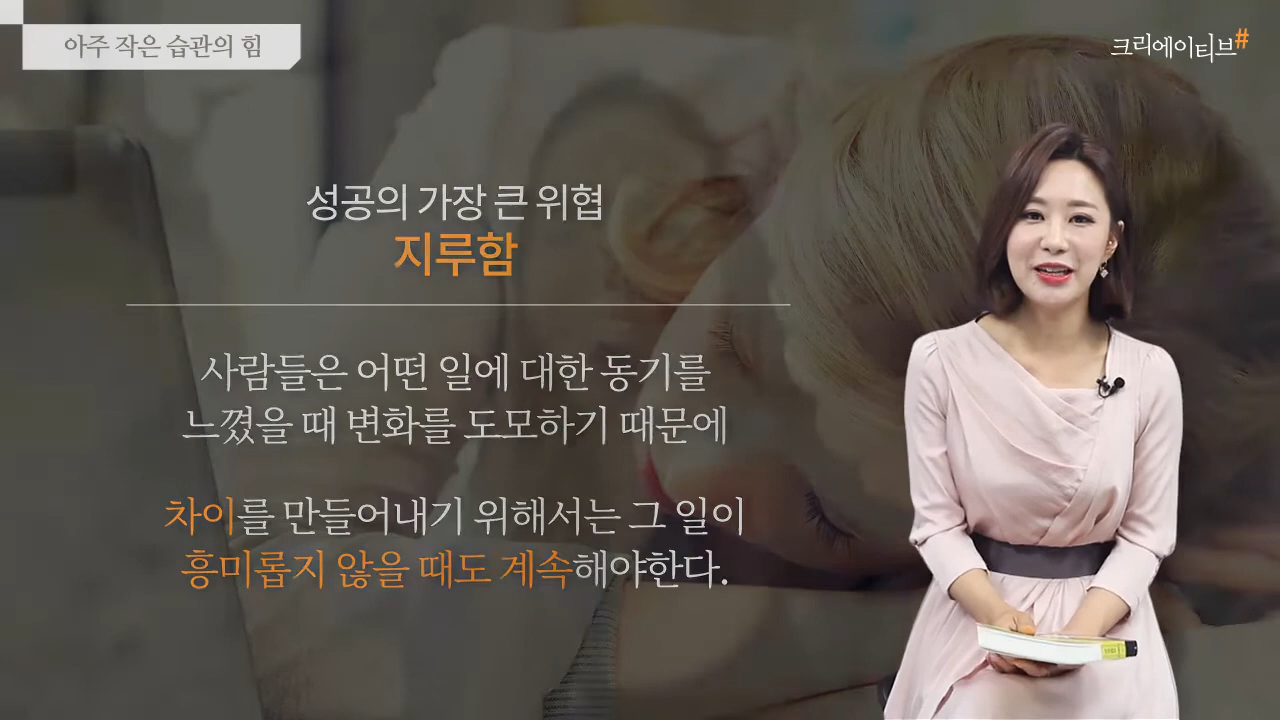 아주 작은 습관의 힘
크리에이티브#
성공의 가장 큰 위협
지루함
사람들은 어떤 일에 대한 동기를
느꼈을 때 변화를 도모하기 때문에
차이를 만들어내기 위해서는 그 일이
흥미롭지 않을 때도 계속해야한다.